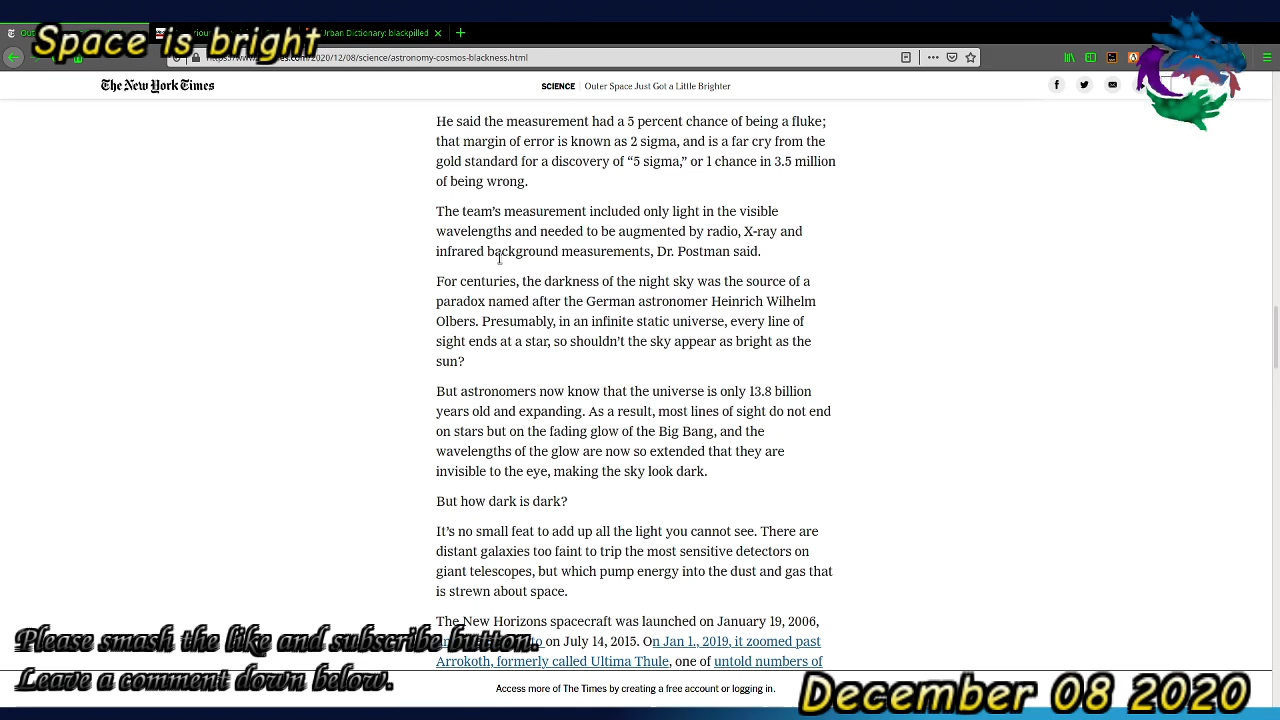 Space is bright
Urban Dictionary: blackpilled
.com/2020/12/08/science/astronomy-cosmos-blackness.html
The New York Times
SCIENCE | Outer Space Just Got a Little Brighter
He said the measurement had a 5 percent chance of being a fluke;
that margin of error is known as 2 sigma, and is a far cry from the
gold standard for a discovery of “5 sigma,” or 1 chance in 3.5 million
of being wrong.
The team’s measurement included only light in the visible
wavelengths and needed to be augmented by radio, X-ray and
infrared background measurements, Dr. Postman said.
For centuries, the darkness of the night sky was the source of a
paradox named after the German astronomer Heinrich Wilhelm
Olbers. Presumably, in an infinite static universe, every line of
sight ends at a star, so shouldn’t the sky appear as bright as the
sun?
But astronomers now know that the universe is only 13.8 billion
years old and expanding. As a result, most lines of sight do not end
on stars but on the fading glow of the Big Bang, and the
wavelengths of the glow are now so extended that they are
invisible to the eye, making the sky look dark.
But how dark is dark?
It’s no small feat to add up all the light you cannot see. There are
distant galaxies too faint to trip the most sensitive detectors on
giant telescopes, but which pump energy into the dust and gas that
is strewn about space.
The New Horizons spacecraft was launched on January 19, 2006,
on July 14, 2015. On Jan 1., 2019, it zoomed past
Arrokoth, formerly called Ultima Thule, one of untold numbers of
Please smash the like and subscribe button.
Leave a comment down below.
Access more of The Times by creating a free account or logging in.
December 08 2020